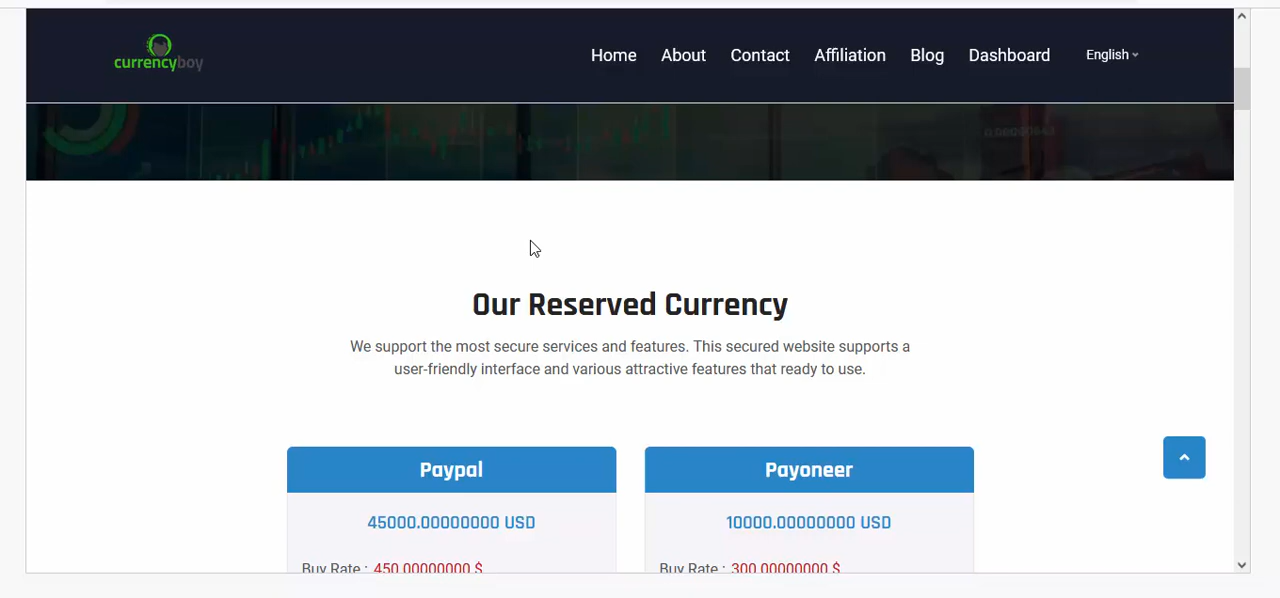 currencyboy
Home About Contact Affiliation Blog Dashboard English
0.00000043
Our Reserved Currency
We support the most secure services and features. This secured website supports a
user-friendly interface and various attractive features that ready to use.
Paypal Payoneer
45000.00000000 USD 10000.00000000 USD
Buy Rate : 450.00000000 $ Buy Rate : 300.00000000 $